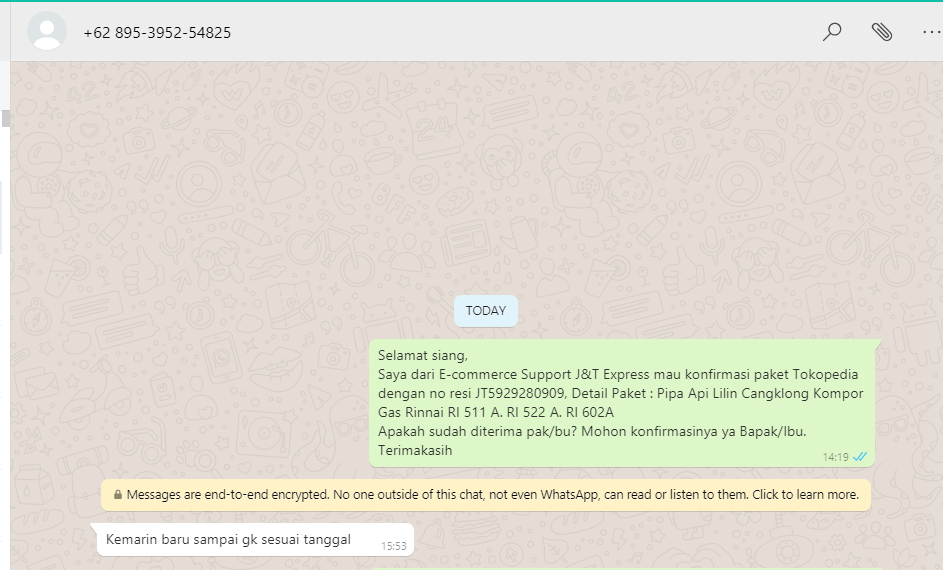 +62 895-3952-54825
TODAY
Selamat siang,
Saya dari E-commerce Support J&T Express mau konfirmasi paket Tokopedia
dengan no resi JT5929280909, Detail Paket : Pipa Api Lilin Cangklong Kompor
Gas Rinnai RI 511 A. RI 522 A. RI 602A
Apakah sudah diterima pak/bu? Mohon konfirmasinya ya Bapak/Ibu.
Terimakasih
14:19
Messages are end-to-end encrypted. No one outside of this chat, not even WhatsApp, can read or listen to them. Click to learn more.
Kemarin baru sampai gk sesuai tanggal
15:53